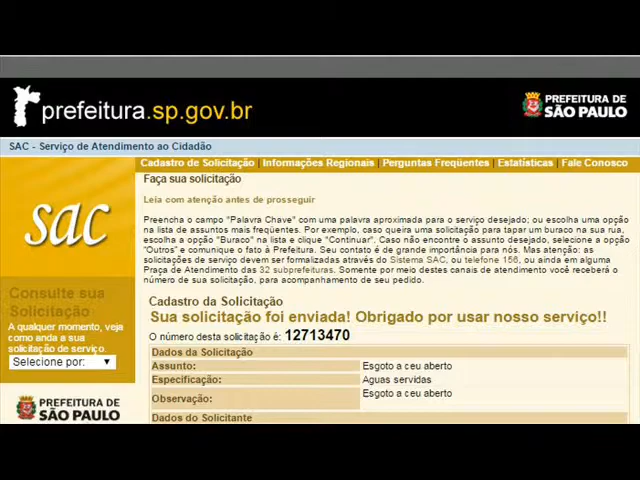 prefeitura.sp.gov.br
PREFEITURA DE
SÃO PAULO
SAC - Serviço de Atendimento ao Cidadão
Cadastro de Solicitação | Informações Regionais | Perguntas Freqüentes | Estatísticas | Fale Conosco
sac
Faça sua solicitação
Leia com atenção antes de prosseguir
Preencha o campo "Palavra Chave" com uma palavra aproximada para o serviço desejado; ou escolha uma opção
na lista de assuntos mais freqüentes. Por exemplo, caso queira uma solicitação para tapar um buraco na sua rua,
escolha a opção "Buraco" na lista e clique "Continuar". Caso não encontre o assunto desejado, selecione a opção
"Outros" e comunique o fato à Prefeitura. Seu contato é de grande importância para nós. Mas atenção: as
solicitações de serviço devem ser formalizadas através do Sistema SAC, ou telefone 156, ou ainda em alguma
Praça de Atendimento das 32 subprefeituras. Somente por meio destes canais de atendimento você receberá o
número de sua solicitação, para acompanhamento de seu pedido.
Consulte sua
Solicitação
A qualquer momento, veja
como anda a sua
solicitação de serviço.
Selecione por:
PREFEITURA DE
SÃO PAULO
Cadastro da Solicitação
Sua solicitação foi enviada! Obrigado por usar nosso serviço!!
O número desta solicitação é: 12713470
Dados da Solicitação
Assunto: Esgoto a ceu aberto
Especificação: Aguas servidas
Observação: Esgoto a ceu aberto
Dados do Solicitante